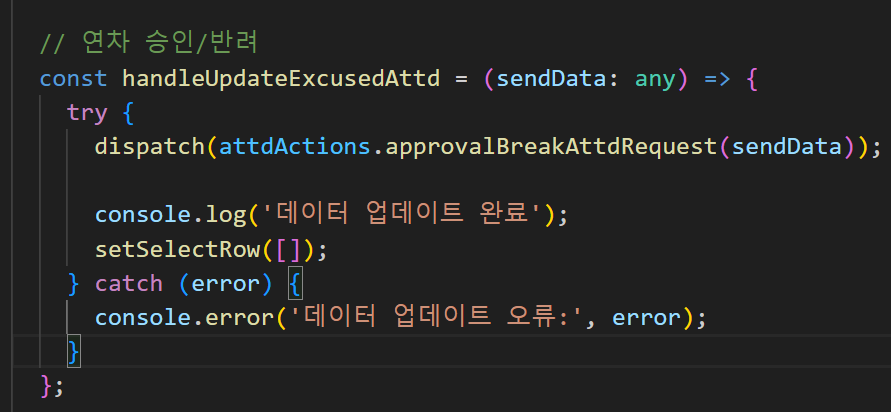 // 연차 승인/반려
const handleUpdateExcusedAttd = (sendData: any) => {
try {
dispatch(attdActions.approvalBreakAttdRequest(sendData));
console.log('데이터 업데이트 완료');
setSelectRow([]);
} catch (error) {
console.error('데이터 업데이트 오류:', error);
}
};